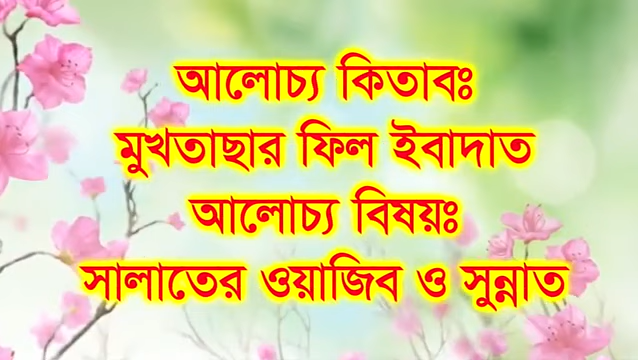 আলোচ্য কিতাবঃ
মুখতাছার ফিল ইবাদাত
আলোচ্য বিষয়ঃ
সালাতের ওয়াজিব ও সুন্নাত